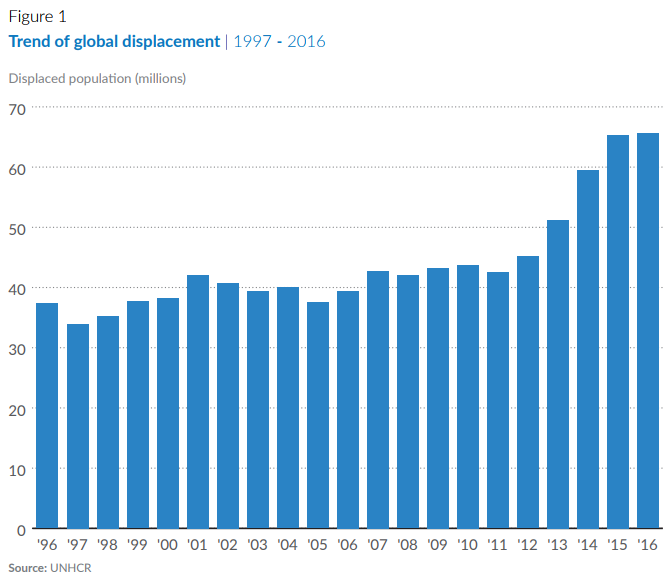 Figure 1
Trend of global displacement | 1997 - 2016
Displaced population (millions)
70
60
50
40
30
20
10
0
'96 '97 '98 '99 '00 '01 '02 '03 '04 '05 '06 '07 '08 '09 '10 '11 '12 '13 '14 '15 '16
Source: UNHCR